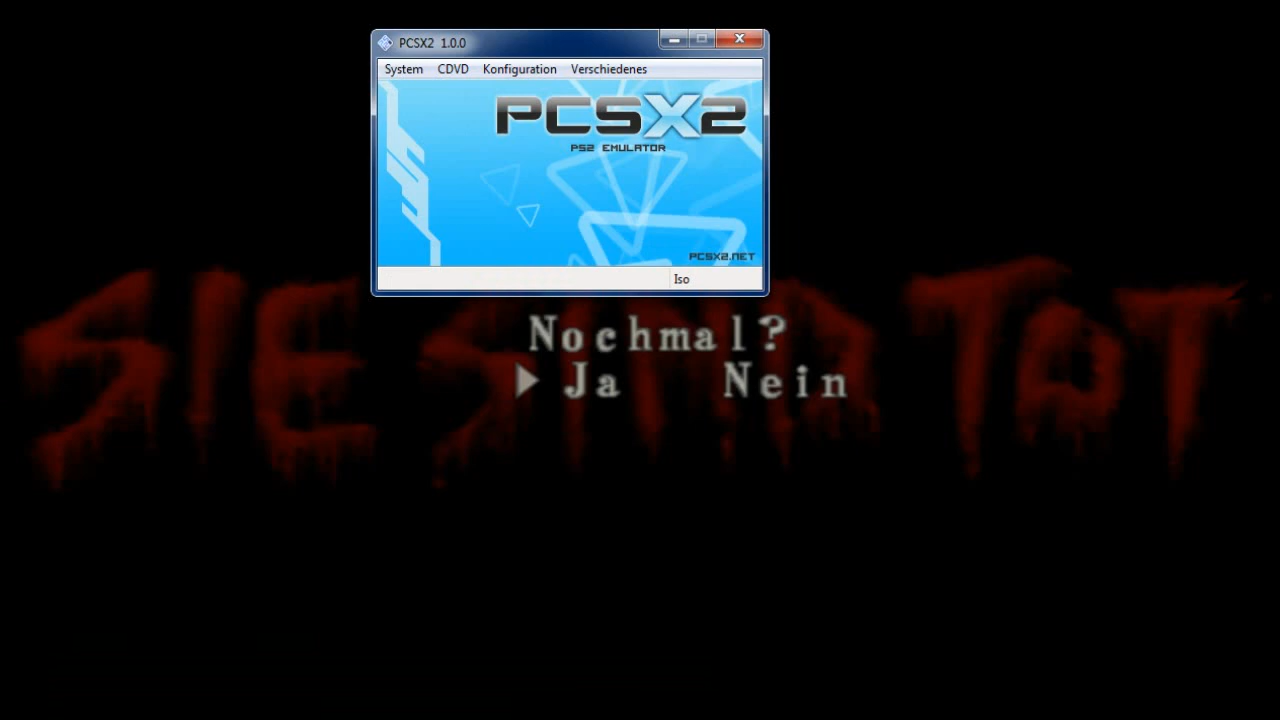 PCSX2 1.0.0
System CDVD Konfiguration Verschiedenes
PCSX2
PS2 EMULATOR
PCSX2.NET
Iso
SIE SIND TOT
Nochmal?
Ja Nein